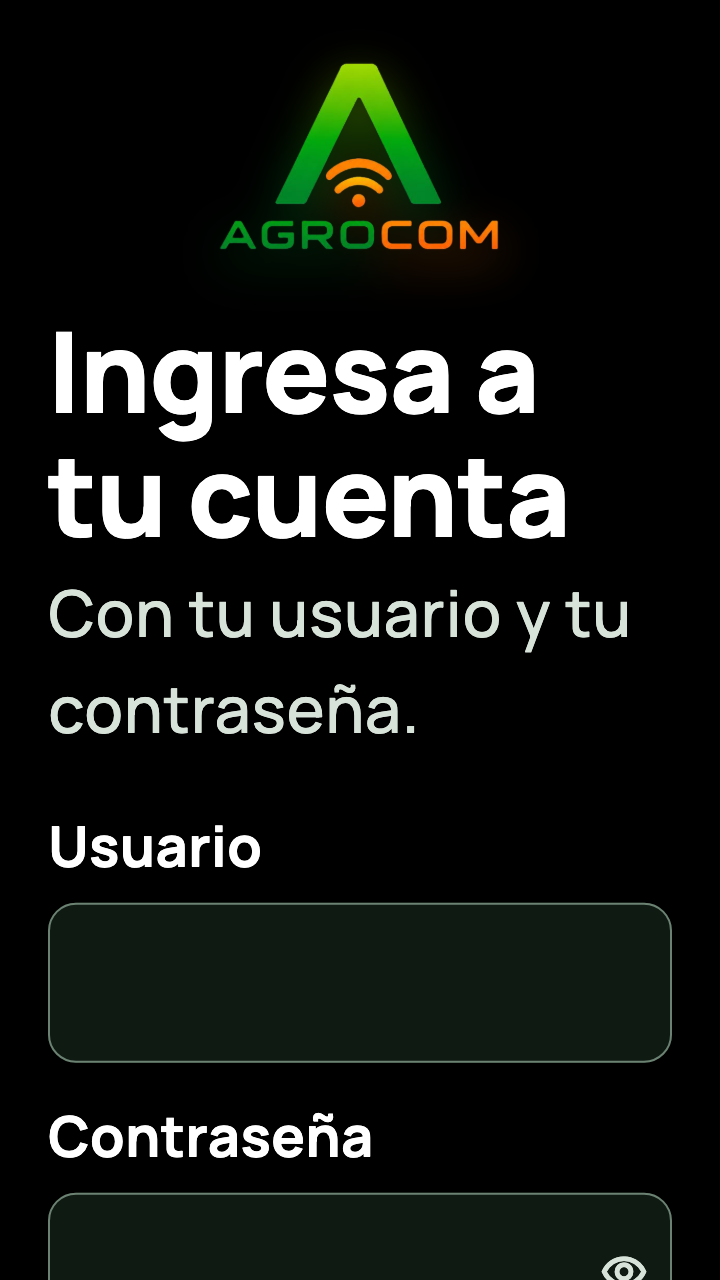 AGROCOM
Ingresa a
tu cuenta
Con tu usuario y tu
contraseña.
Usuario
Contraseña